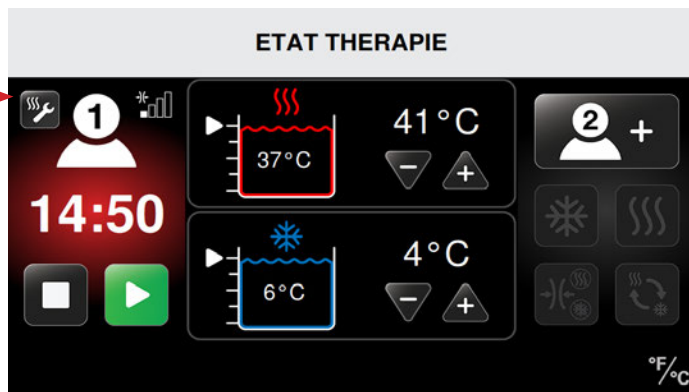 ETAT THERAPIE
1
14:50
37°C
41°C
-
+
6°C
4°C
-
+
2
+
°F/°C